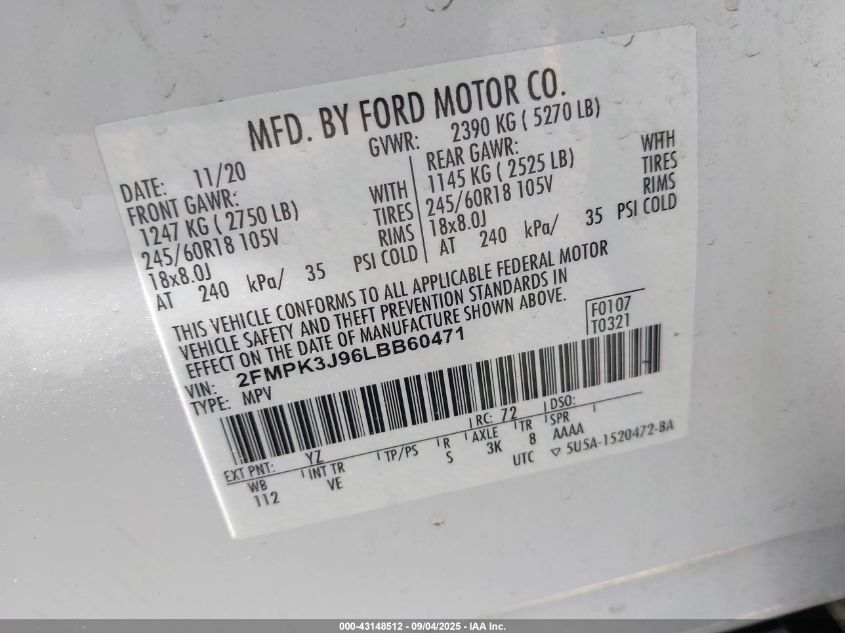 MFD. BY FORD MOTOR CO.
DATE: 11/20 GVWR: 2390 KG ( 5270 LB)
FRONT GAWR: WITH
1247 KG ( 2750 LB) TIRES
245/60R18 105V RIMS
18x8.0J
AT 240 kPa/ 35 PSI COLD
REAR GAWR: WITH
1145 KG ( 2525 LB) TIRES
245/60R18 105V RIMS
18x8.0J
AT 240 kPa/ 35 PSI COLD
THIS VEHICLE CONFORMS TO ALL APPLICABLE FEDERAL MOTOR
VEHICLE SAFETY AND THEFT PREVENTION STANDARDS IN
EFFECT ON THE DATE OF MANUFACTURE SHOWN ABOVE.
VIN: 2FMPK3J96LBB60471
TYPE: MPV
F0107
T0321
EXT PNT: YZ RC: 72 DSO:
WB INT TR TP/PS R AXLE TR SPR
112 VE S 3K 8 AAAA
UTC ▽ 5U5A-1520472-BA
000-43148512 - 09/04/2025 - IAA Inc.